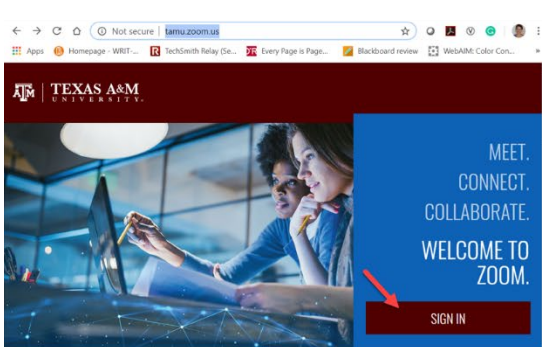 Not secure | tamu.zoom.us
Apps Homepage - WRIT-... TechSmith Relay (Se... Every Page is Page... Blackboard review WebAIM: Color Con... »
ĀM TEXAS A&M
UNIVERSITY.
MEET.
CONNECT.
COLLABORATE.
WELCOME TO
ZOOM.
SIGN IN